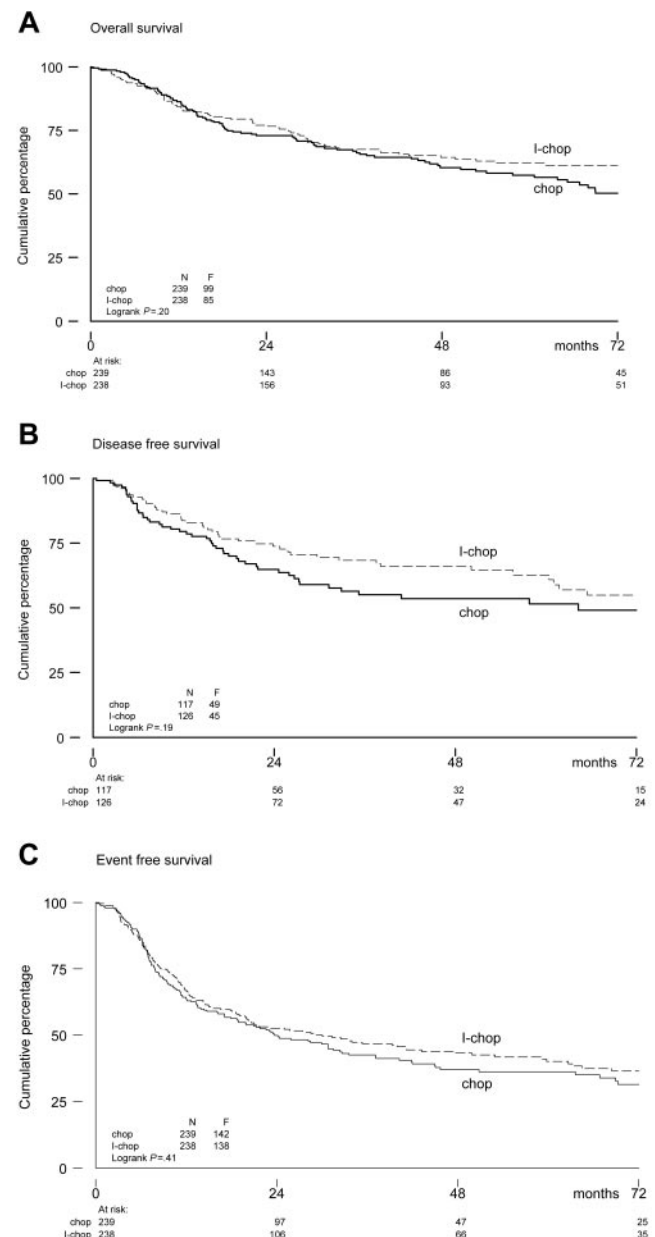 A
Overall survival
100
75
50
25
0
Cumulative percentage
I-chop
chop
N F
chop 239 99
I-chop 238 85
Logrank P=.20
0 24 48 months 72
At risk:
chop 239 143 86 45
I-chop 238 156 93 51
B
Disease free survival
100
75
50
25
0
Cumulative percentage
I-chop
chop
N F
chop 117 49
I-chop 126 45
Logrank P=.19
0 24 48 months 72
At risk:
chop 117 56 32 15
I-chop 126 72 47 24
C
Event free survival
100
75
50
25
0
Cumulative percentage
I-chop
chop
N F
chop 239 142
I-chop 238 138
Logrank P=.41
0 24 48 months 72
At risk:
chop 239 97 47 25
I-chop 238 106 66 35